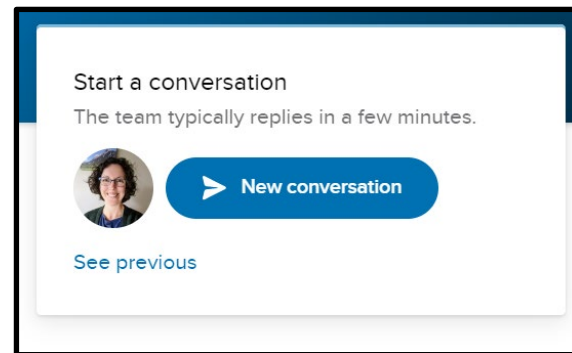 Start a conversation
The team typically replies in a few minutes.
New conversation
See previous